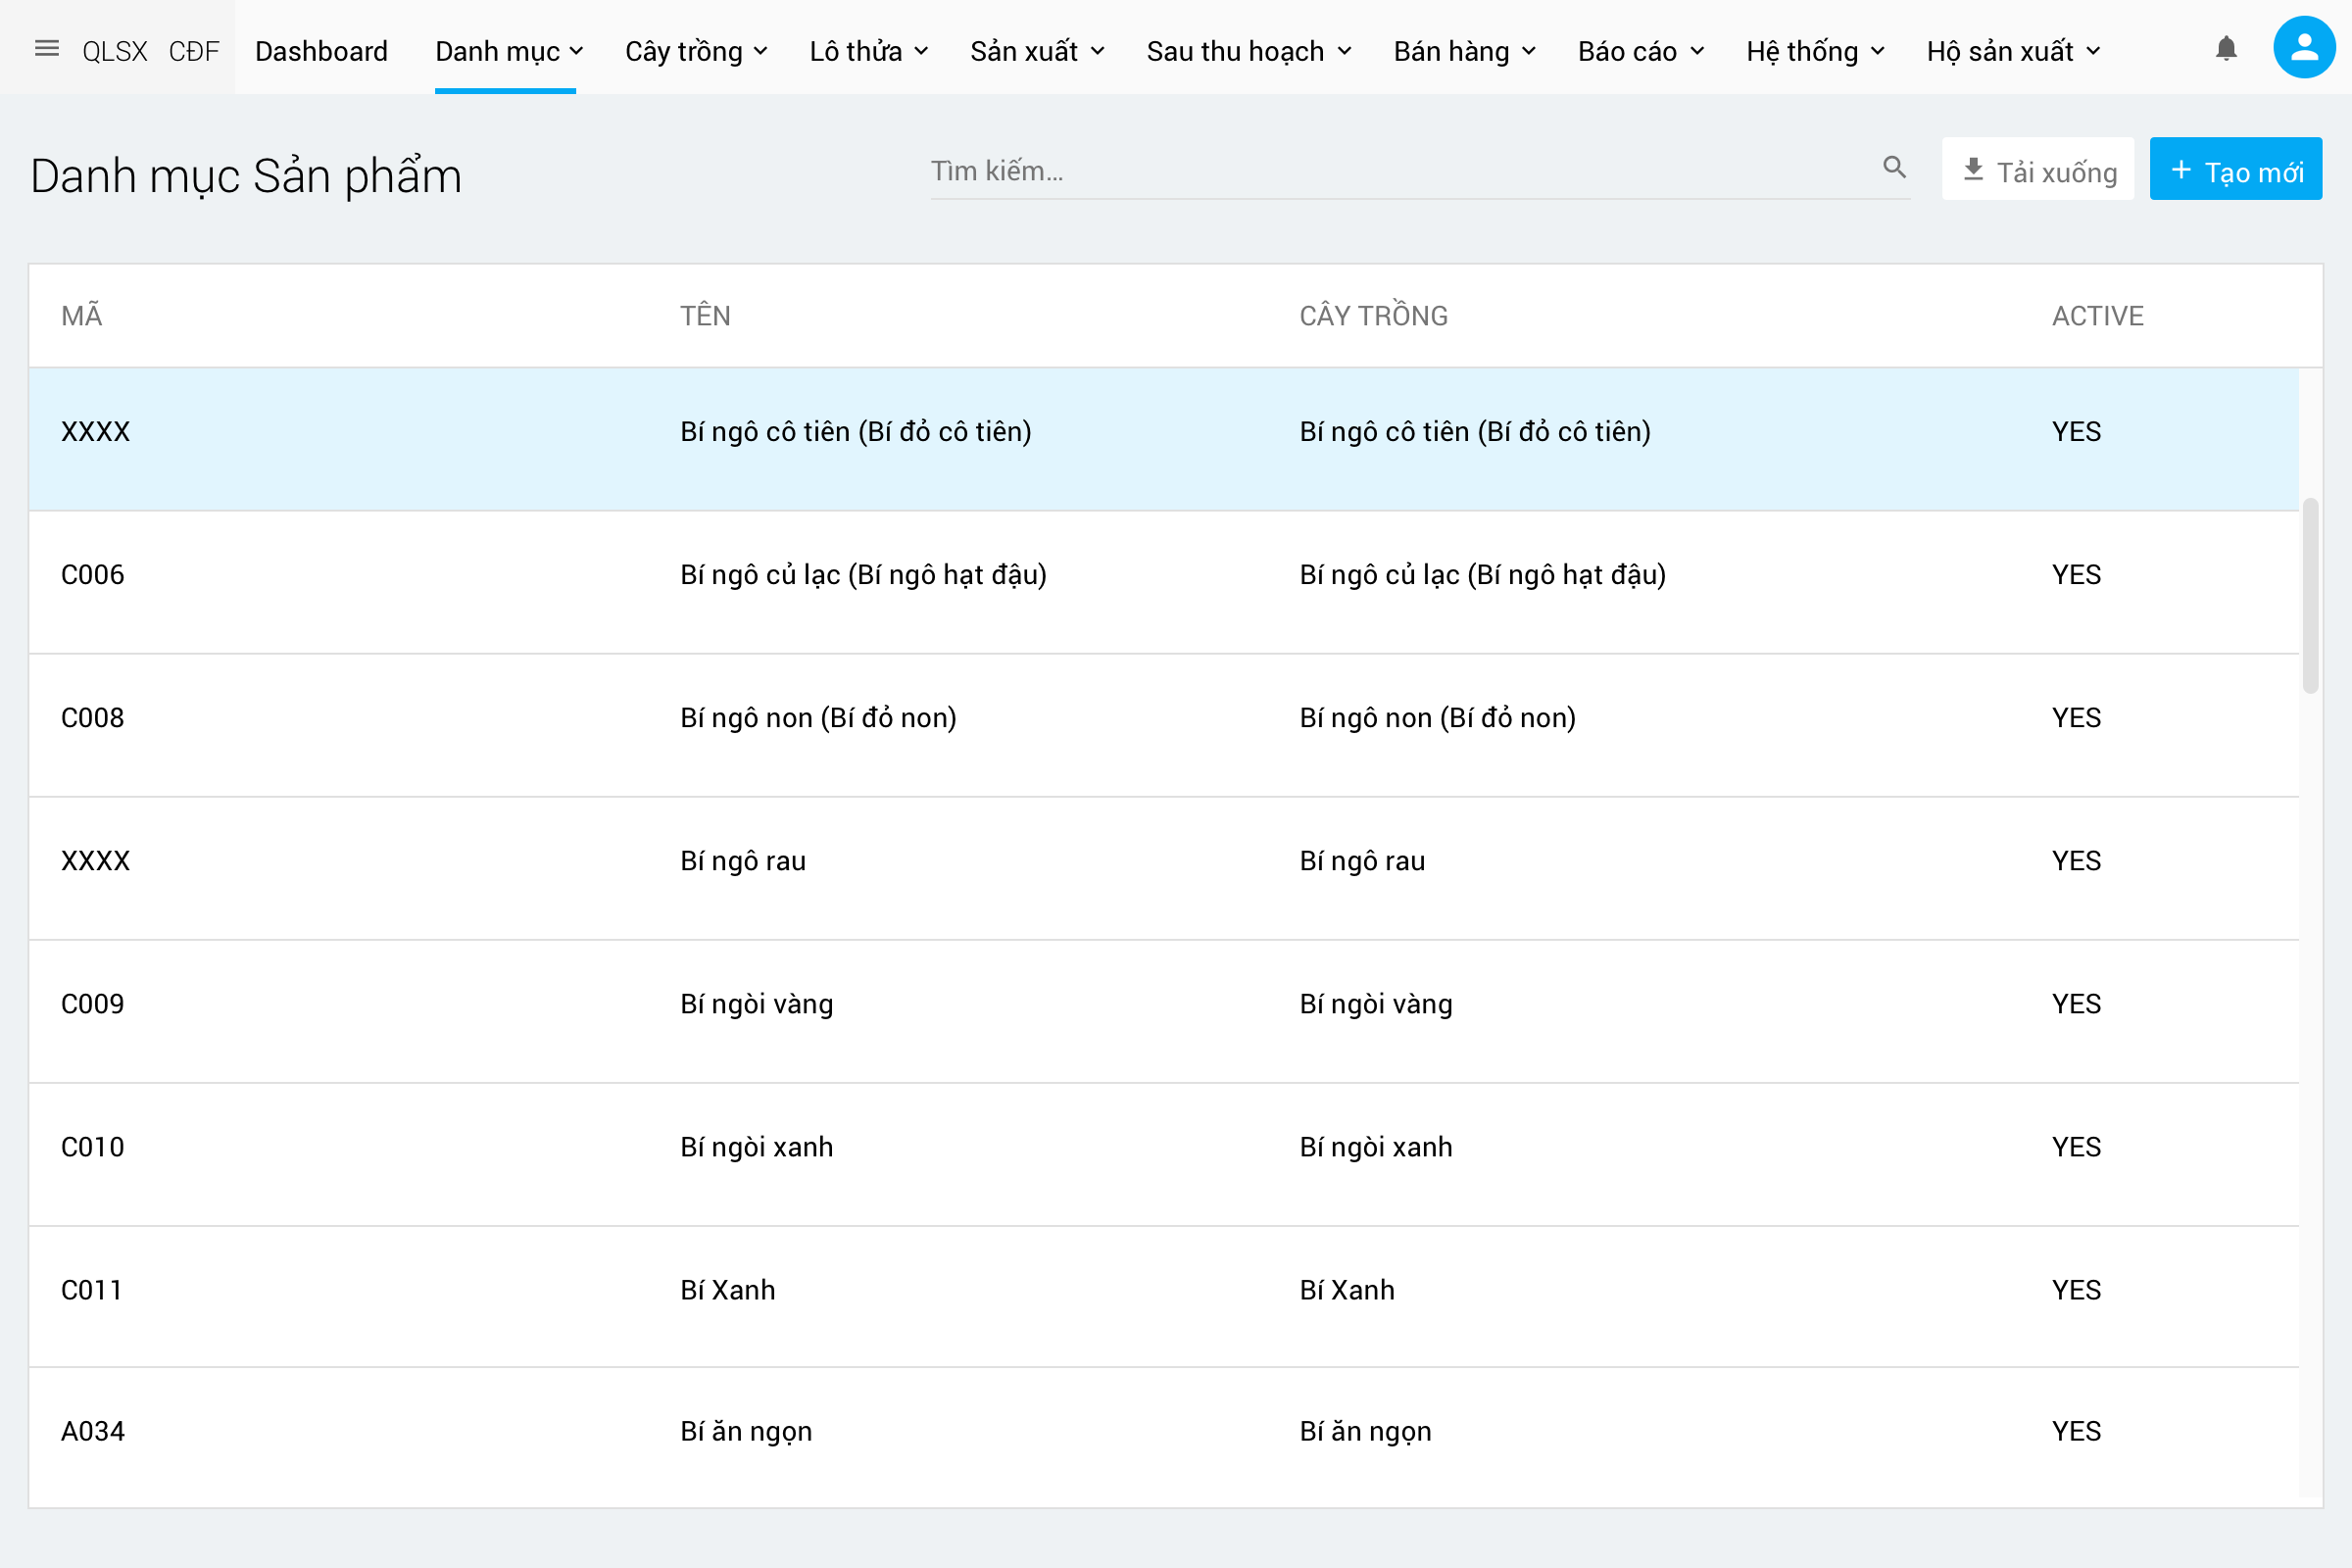 QLSX CĐF Dashboard Danh mục Cây trồng Lô thửa Sản xuất Sau thu hoạch Bán hàng Báo cáo Hệ thống Hộ sản xuất
Danh mục Sản phẩm Tìm kiếm... Tải xuống + Tạo mới
MÃ TÊN CÂY TRỒNG ACTIVE
XXXX Bí ngô cô tiên (Bí đỏ cô tiên) Bí ngô cô tiên (Bí đỏ cô tiên) YES
C006 Bí ngô củ lạc (Bí ngô hạt đậu) Bí ngô củ lạc (Bí ngô hạt đậu) YES
C008 Bí ngô non (Bí đỏ non) Bí ngô non (Bí đỏ non) YES
XXXX Bí ngô rau Bí ngô rau YES
C009 Bí ngòi vàng Bí ngòi vàng YES
C010 Bí ngòi xanh Bí ngòi xanh YES
C011 Bí Xanh Bí Xanh YES
A034 Bí ăn ngọn Bí ăn ngọn YES